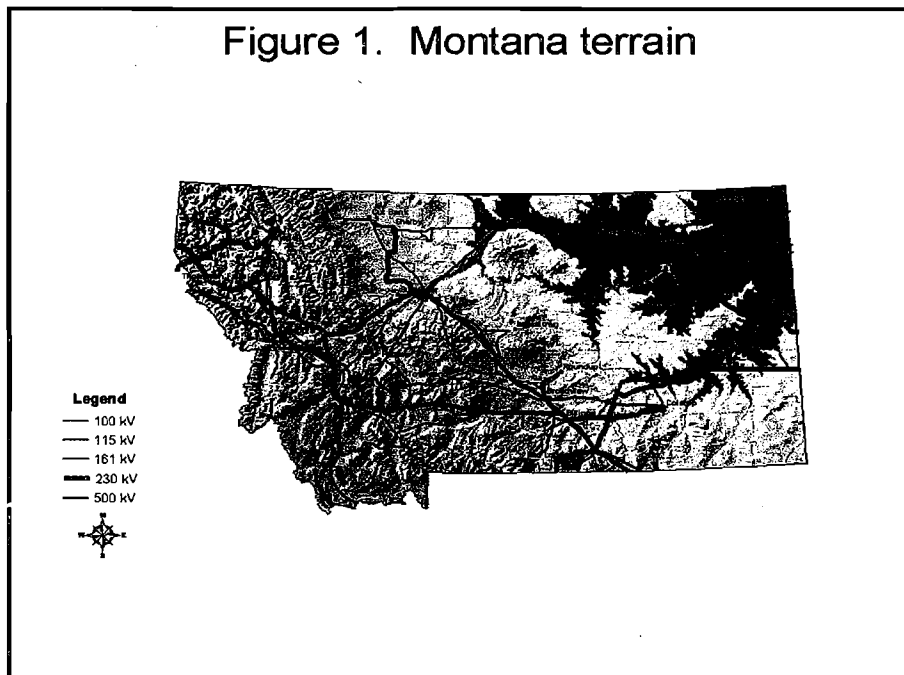 Figure 1. Montana terrain
Legend
100 kV
115 kV
161 kV
230 kV
500 kV
N
W E
S